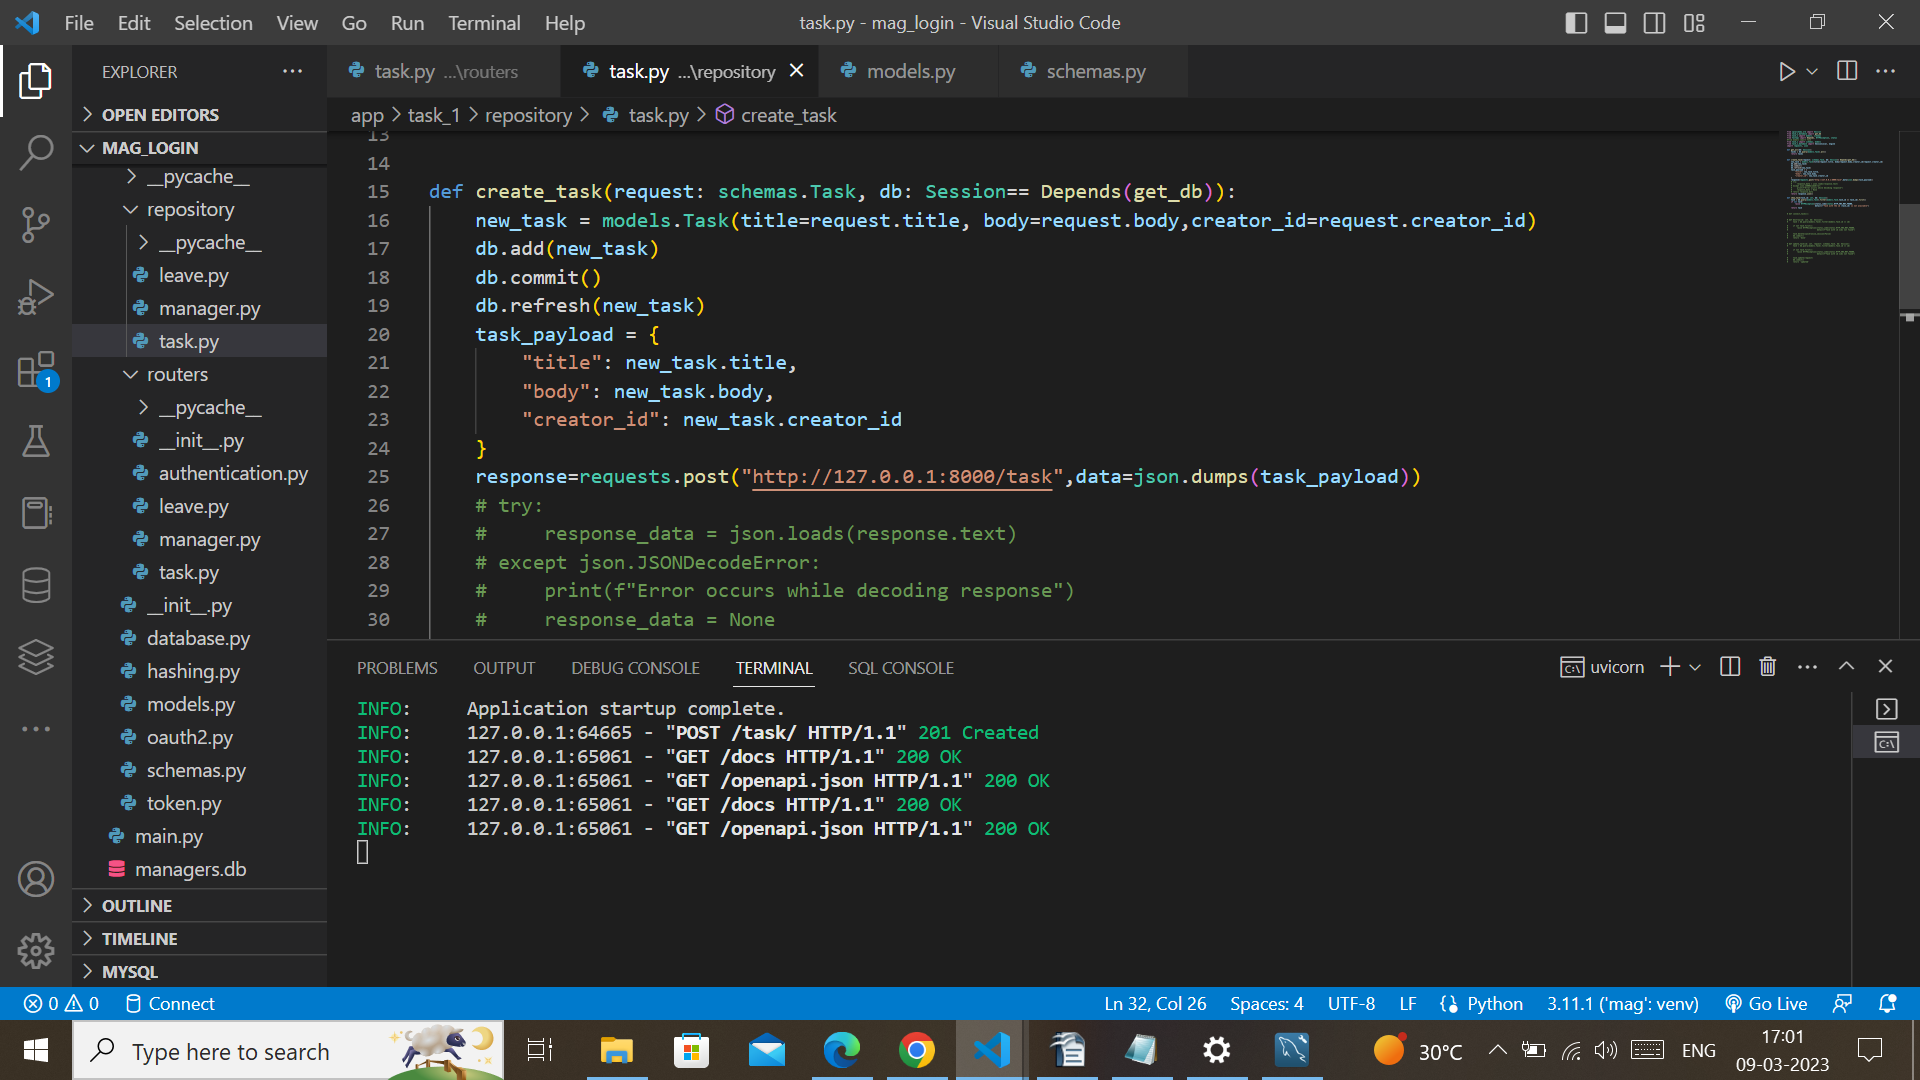 File Edit Selection View Go Run Terminal Help
task.py - mag_login - Visual Studio Code
EXPLORER
task.py ...\routers
task.py ...\repository
models.py
schemas.py
OPEN EDITORS
app > task_1 > repository > task.py > create_task
MAG_LOGIN
__pycache__
repository
__pycache__
leave.py
manager.py
task.py
routers
__pycache__
__init__.py
authentication.py
leave.py
manager.py
task.py
__init__.py
database.py
hashing.py
models.py
oauth2.py
schemas.py
token.py
main.py
managers.db
OUTLINE
TIMELINE
MYSQL
1
13
14
15 def create_task(request: schemas.Task, db: Session== Depends(get_db)):
16 new_task = models.Task(title=request.title, body=request.body,creator_id=request.creator_id)
17 db.add(new_task)
18 db.commit()
19 db.refresh(new_task)
20 task_payload = {
21 "title": new_task.title,
22 "body": new_task.body,
23 "creator_id": new_task.creator_id
24 }
25 response=requests.post("http://127.0.0.1:8000/task",data=json.dumps(task_payload))
26 # try:
27 # response_data = json.loads(response.text)
28 # except json.JSONDecodeError:
29 # print(f"Error occurs while decoding response")
30 # response_data = None
PROBLEMS OUTPUT DEBUG CONSOLE TERMINAL SQL CONSOLE
uvicorn
INFO: Application startup complete.
INFO: 127.0.0.1:64665 - "POST /task/ HTTP/1.1" 201 Created
INFO: 127.0.0.1:65061 - "GET /docs HTTP/1.1" 200 OK
INFO: 127.0.0.1:65061 - "GET /openapi.json HTTP/1.1" 200 OK
INFO: 127.0.0.1:65061 - "GET /docs HTTP/1.1" 200 OK
INFO: 127.0.0.1:65061 - "GET /openapi.json HTTP/1.1" 200 OK
0 0 Connect
Ln 32, Col 26 Spaces: 4 UTF-8 LF Python 3.11.1 ('mag': venv) Go Live
Type here to search
30°C
ENG
17:01
09-03-2023